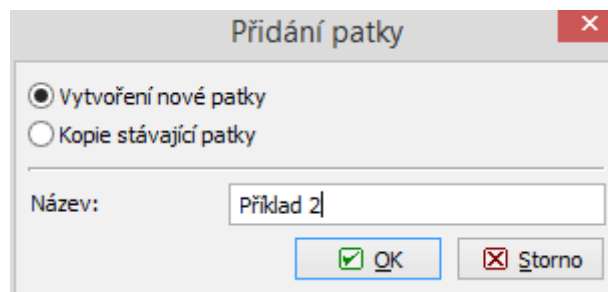 Přidání patky
Vytvoření nové patky
Kopie stávající patky
Název: Příklad 2
OK Storno